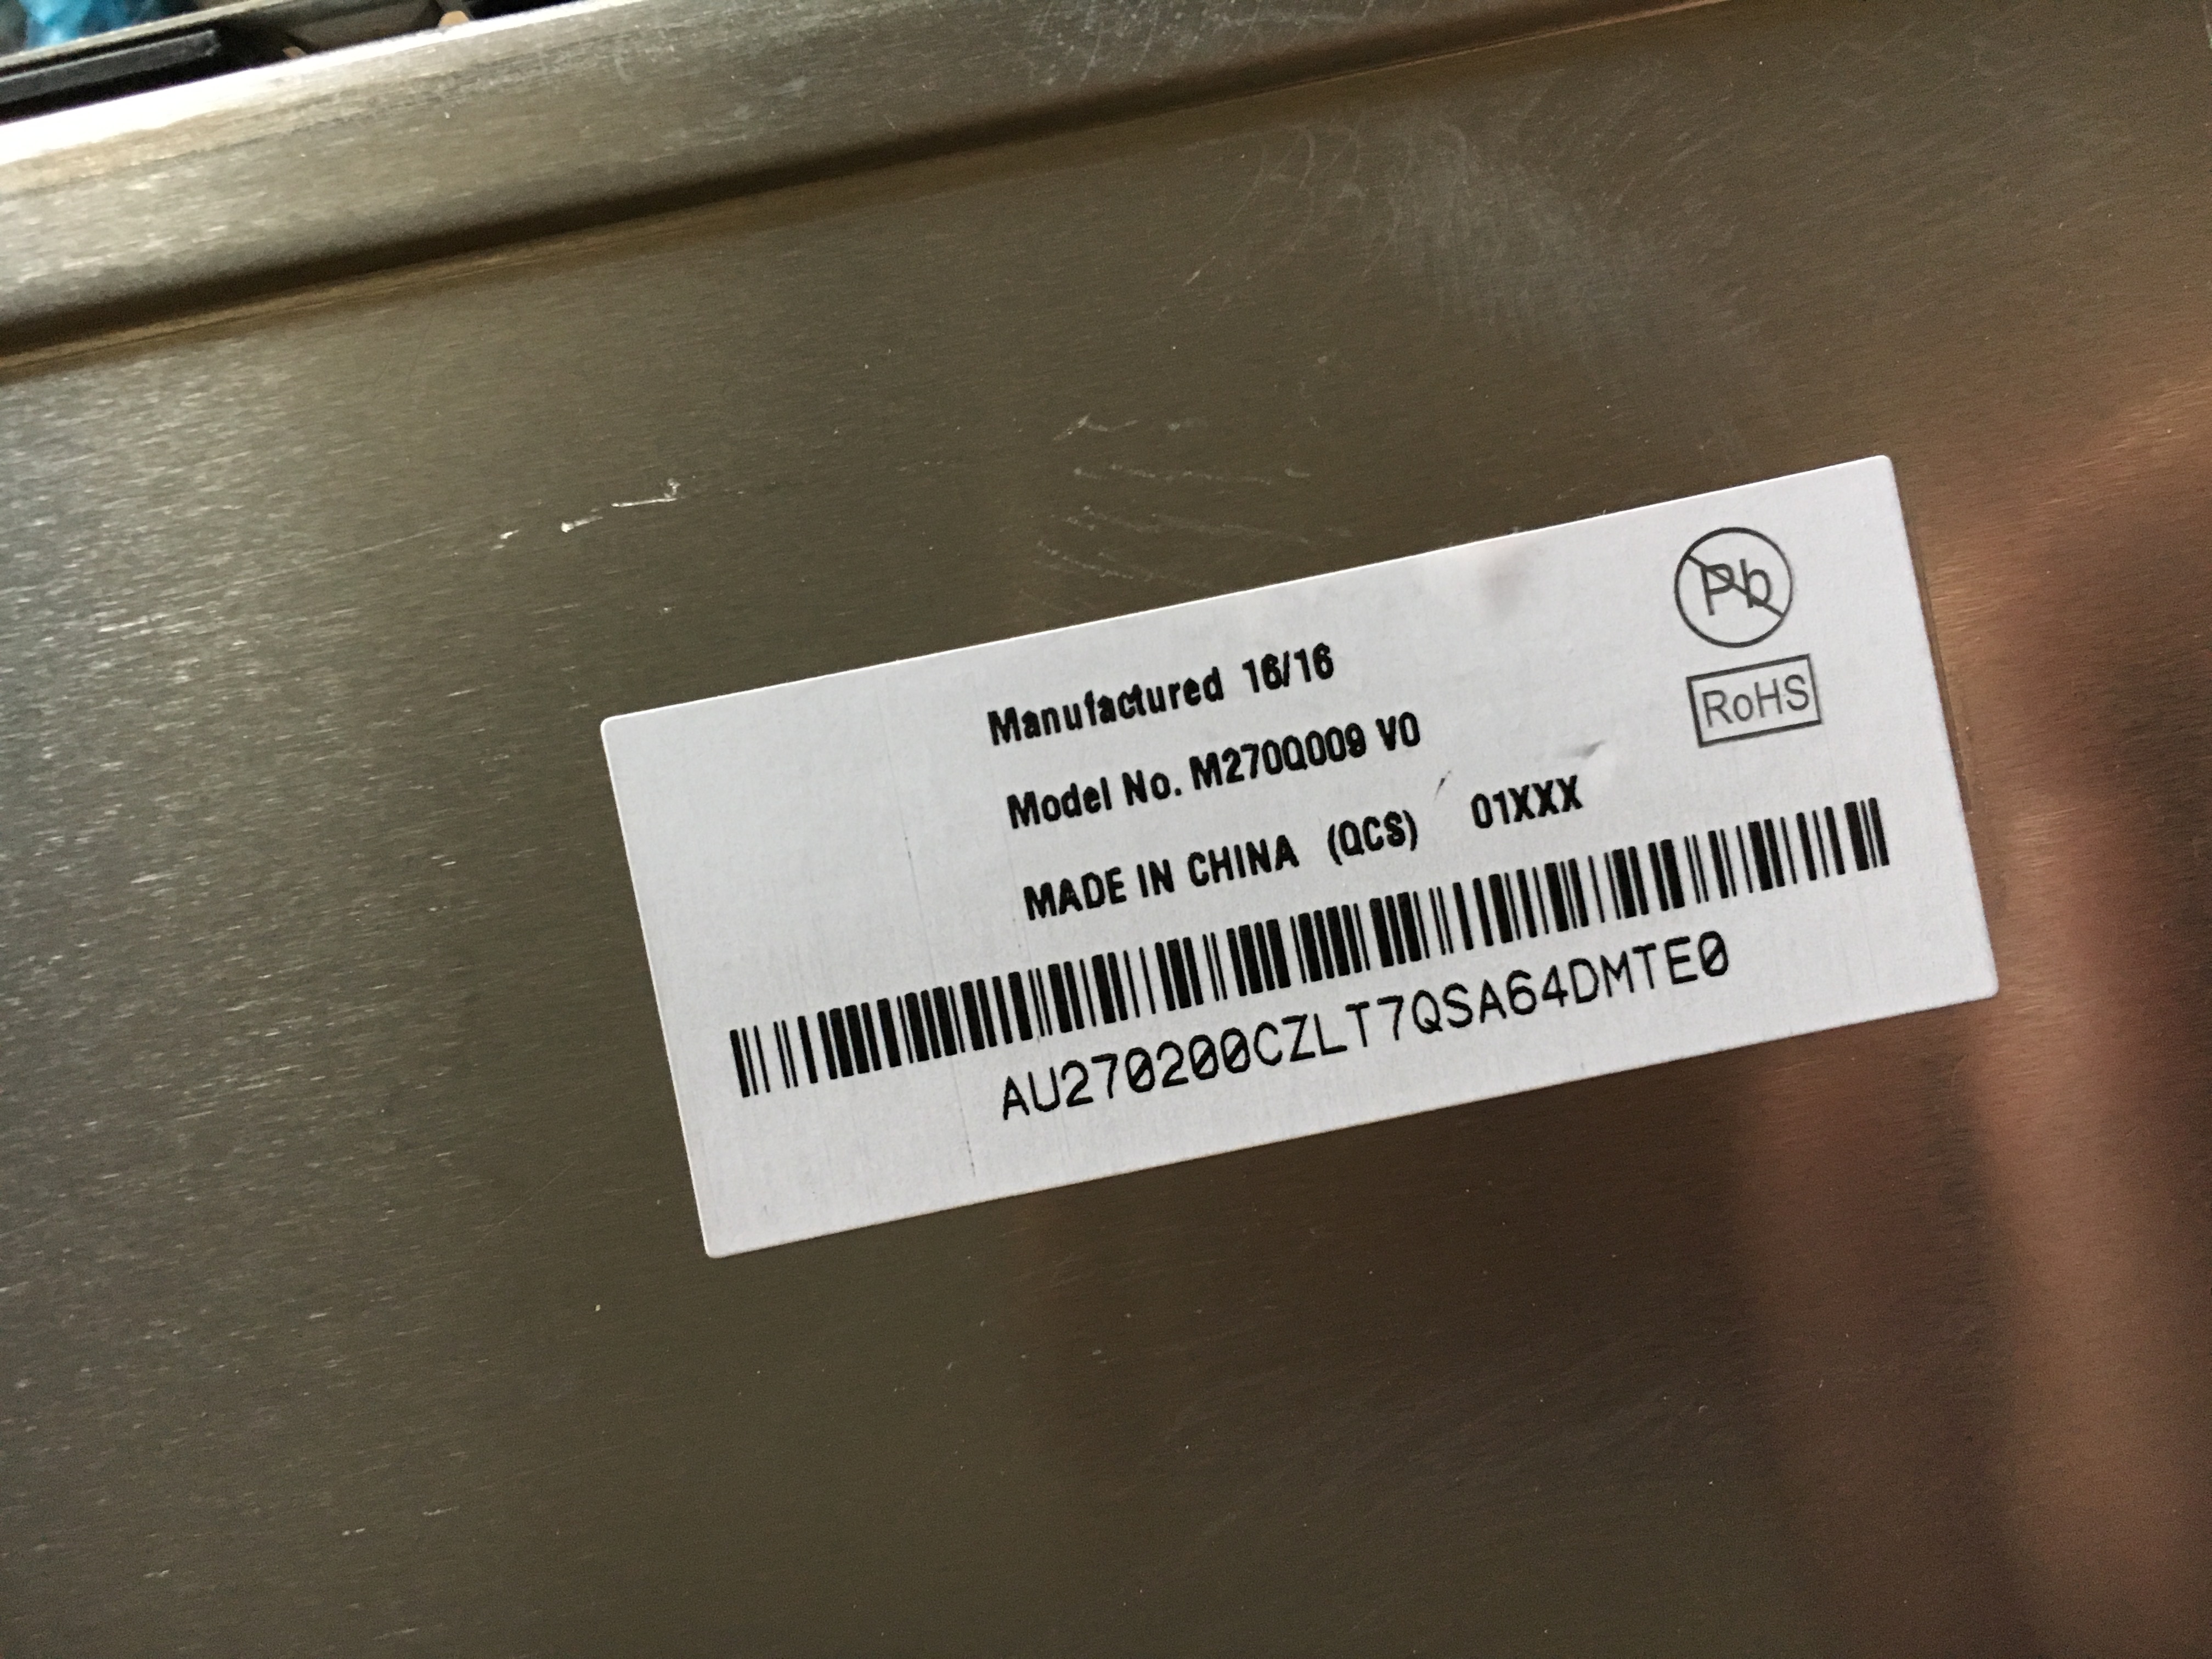 Manufactured 16/16
Model No. M270Q009 V0
MADE IN CHINA (QCS) 01XXX
Pb
RoHS
AU270200CZLT7QSA64DMTE0